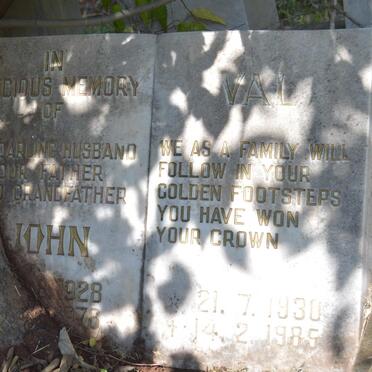 IN
CIOUS MEMORY
OF
DARLING HUSBAND
OUR FATHER
D GRANDFATHER
JOHN
1928
VAL
WE AS A FAMILY WILL
FOLLOW IN YOUR
GOLDEN FOOTSTEPS
YOU HAVE WON
YOUR CROWN
* 21.7.1930
† 14.2.1985